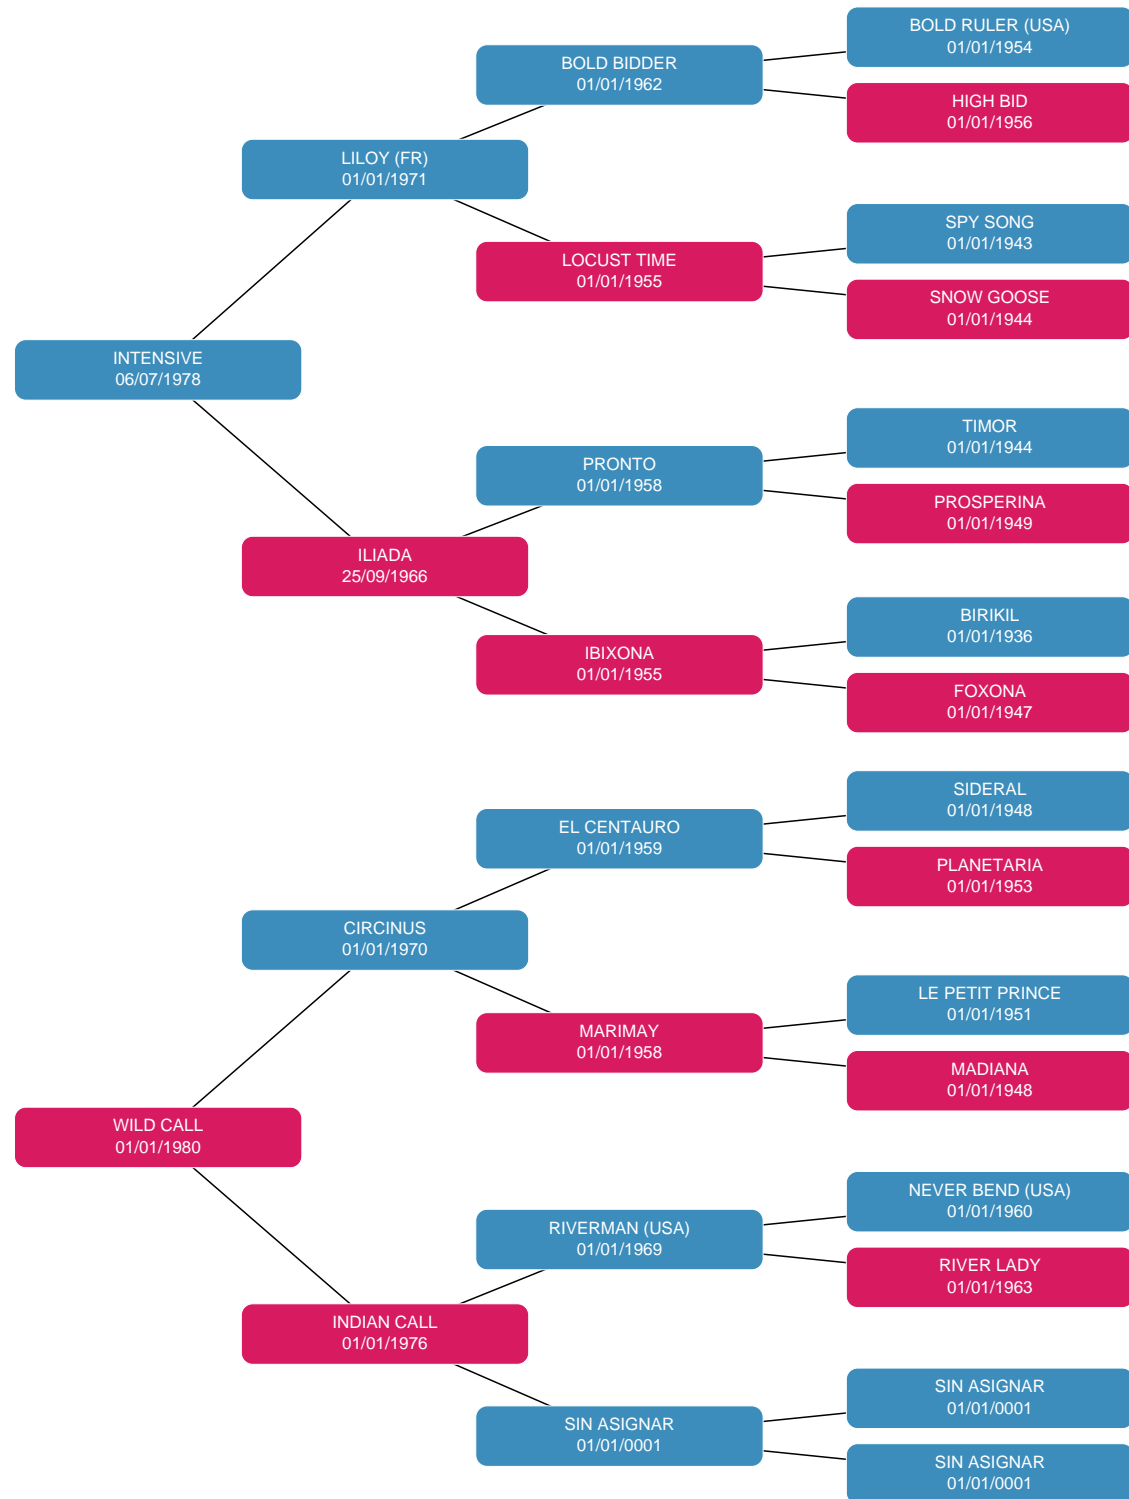 BOLD RULER (USA)
01/01/1954
BOLD BIDDER
01/01/1962
HIGH BID
01/01/1956
LILOY (FR)
01/01/1971
SPY SONG
01/01/1943
LOCUST TIME
01/01/1955
SNOW GOOSE
01/01/1944
INTENSIVE
06/07/1978
TIMOR
01/01/1944
PRONTO
01/01/1958
PROSPERINA
01/01/1949
ILIADA
25/09/1966
BIRIKIL
01/01/1936
IBIXONA
01/01/1955
FOXONA
01/01/1947
SIDERAL
01/01/1948
EL CENTAURO
01/01/1959
PLANETARIA
01/01/1953
CIRCINUS
01/01/1970
LE PETIT PRINCE
01/01/1951
MARIMAY
01/01/1958
MADIANA
01/01/1948
WILD CALL
01/01/1980
NEVER BEND (USA)
01/01/1960
RIVERMAN (USA)
01/01/1969
RIVER LADY
01/01/1963
INDIAN CALL
01/01/1976
SIN ASIGNAR
01/01/0001
SIN ASIGNAR
01/01/0001
SIN ASIGNAR
01/01/0001